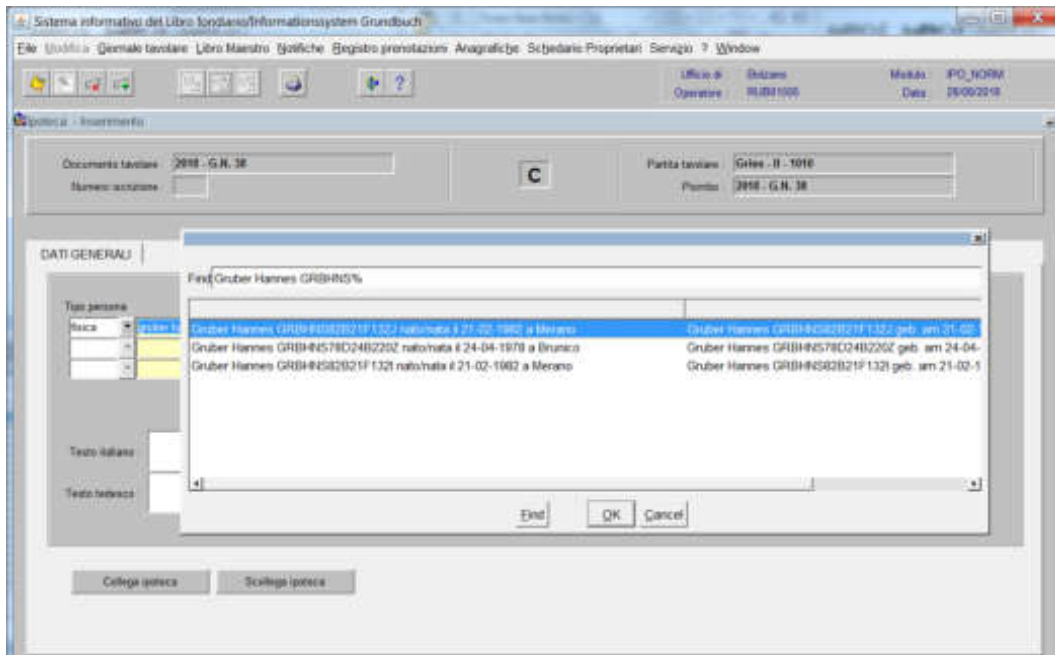 Sistema informativo del Libro fondiario/Informationssystem Grundbuch
File Modifica Giornale tavolare Libro Maestro Notifiche Registro prenotazioni Anagrafiche Schedario Proprietari Servizio ? Window
Ufficio di Bolzano Modulo IPO_NORM
Operatore Data
Ipoteca - Inserimento
Documento tavolare 2018 - G.N. 38 C Partita tavolare Gries - II - 1010
Numero iscrizione Piombo 2018 - G.N. 38
DATI GENERALI
Find Gruber Hannes GRBHNS%
Tipo persona
fisica
Gruber Hannes GRBHNS82B21F132J nato/nata il 21-02-1982 a Merano Gruber Hannes GRBHNS82B21F132J geb. am 21-02-1
Gruber Hannes GRBHNS78D24B220Z nato/nata il 24-04-1978 a Brunico Gruber Hannes GRBHNS78D24B220Z geb. am 24-04-
Gruber Hannes GRBHNS82B21F132I nato/nata il 21-02-1982 a Merano Gruber Hannes GRBHNS82B21F132I geb. am 21-02-1
Testo italiano
Testo tedesco
Find OK Cancel
Collega ipoteca Scollega ipoteca